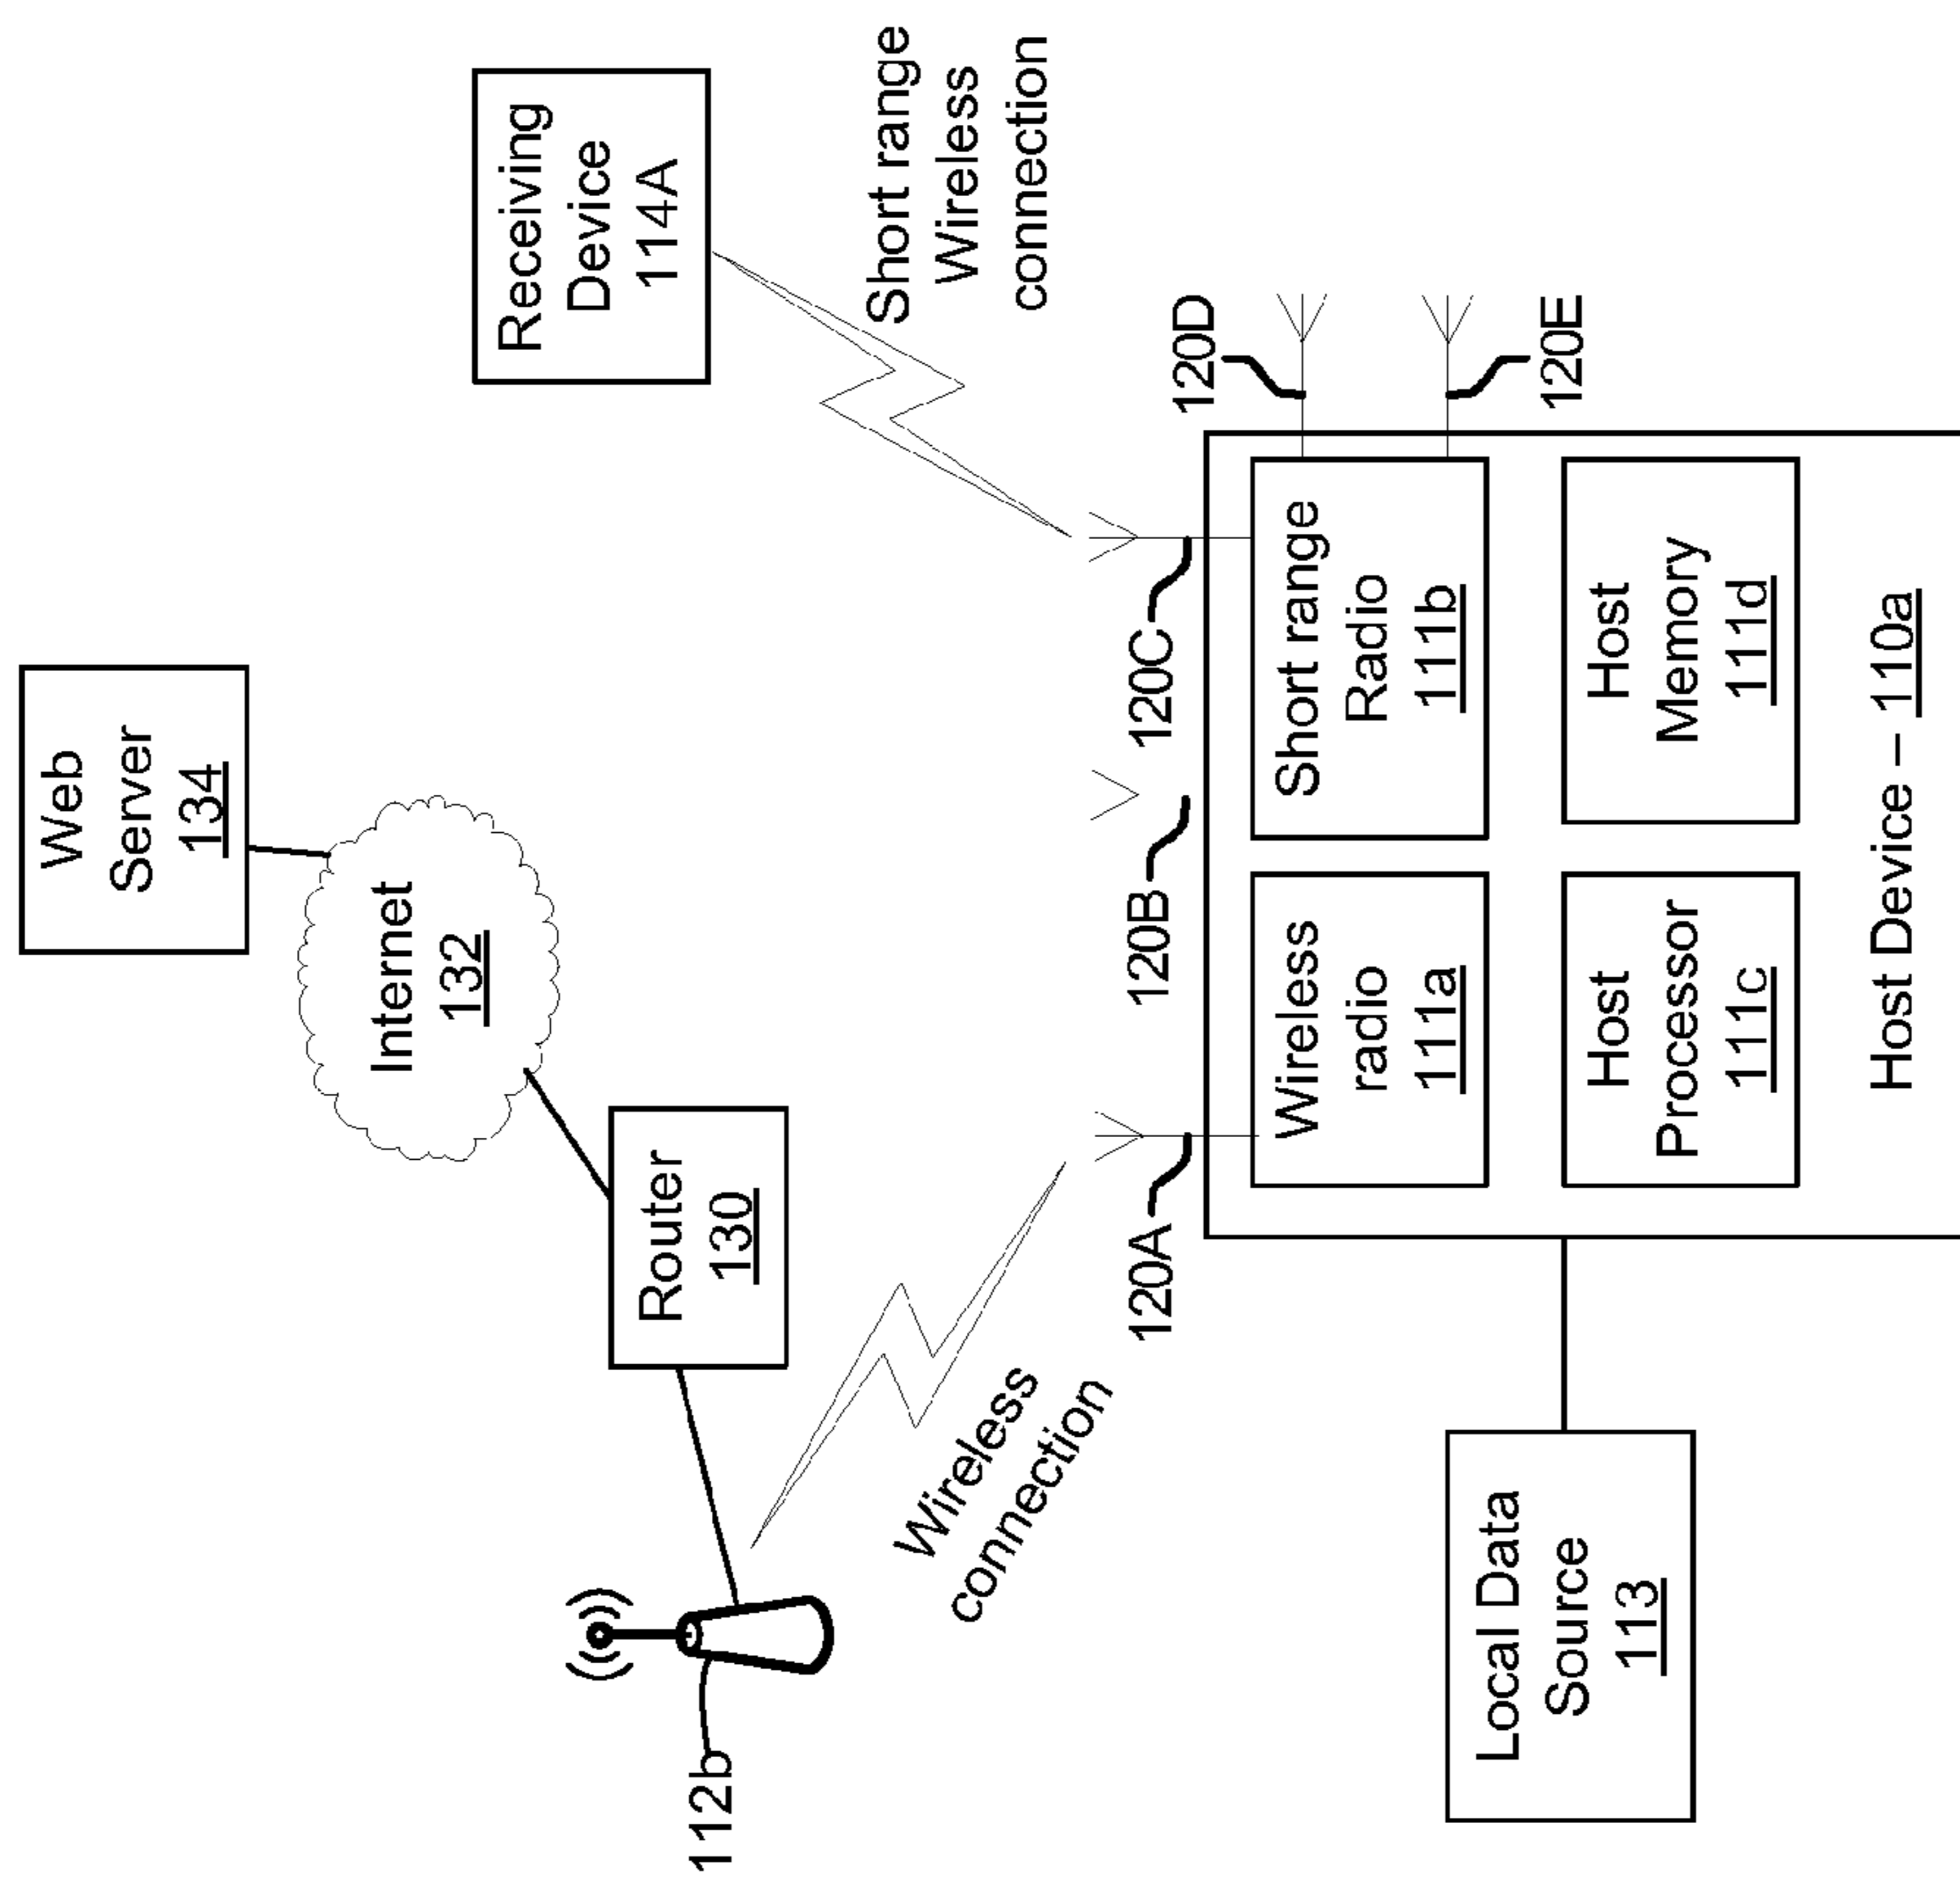 Web
Server
134
Internet
132
Router
130
112b
Wireless
connection
Receiving
Device
114A
Short range
Wireless
connection
120A
120B
120C
120D
120E
Wireless
radio
111a
Short range
Radio
111b
Host
Processor
111c
Host
Memory
111d
Host Device – 110a
Local Data
Source
113